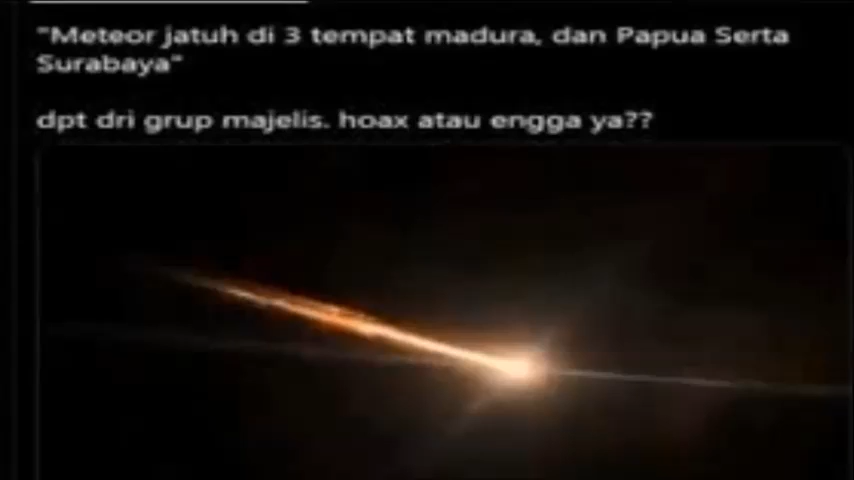 "Meteor jatuh di 3 tempat madura, dan Papua Serta
Surabaya"
dpt dri grup majelis. hoax atau engga ya??